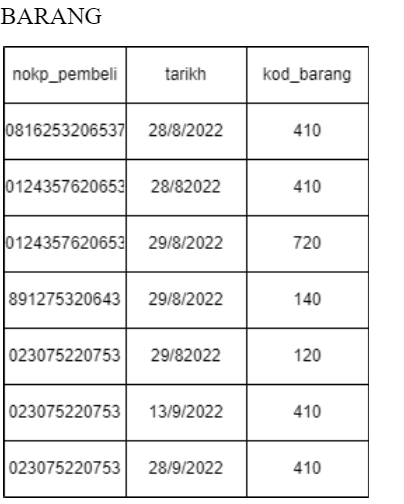 BARANG
nokp_pembeli tarikh kod_barang
0816253206537 28/8/2022 410
0124357620653 28/82022 410
0124357620653 29/8/2022 720
891275320643 29/8/2022 140
023075220753 29/82022 120
023075220753 13/9/2022 410
023075220753 28/9/2022 410